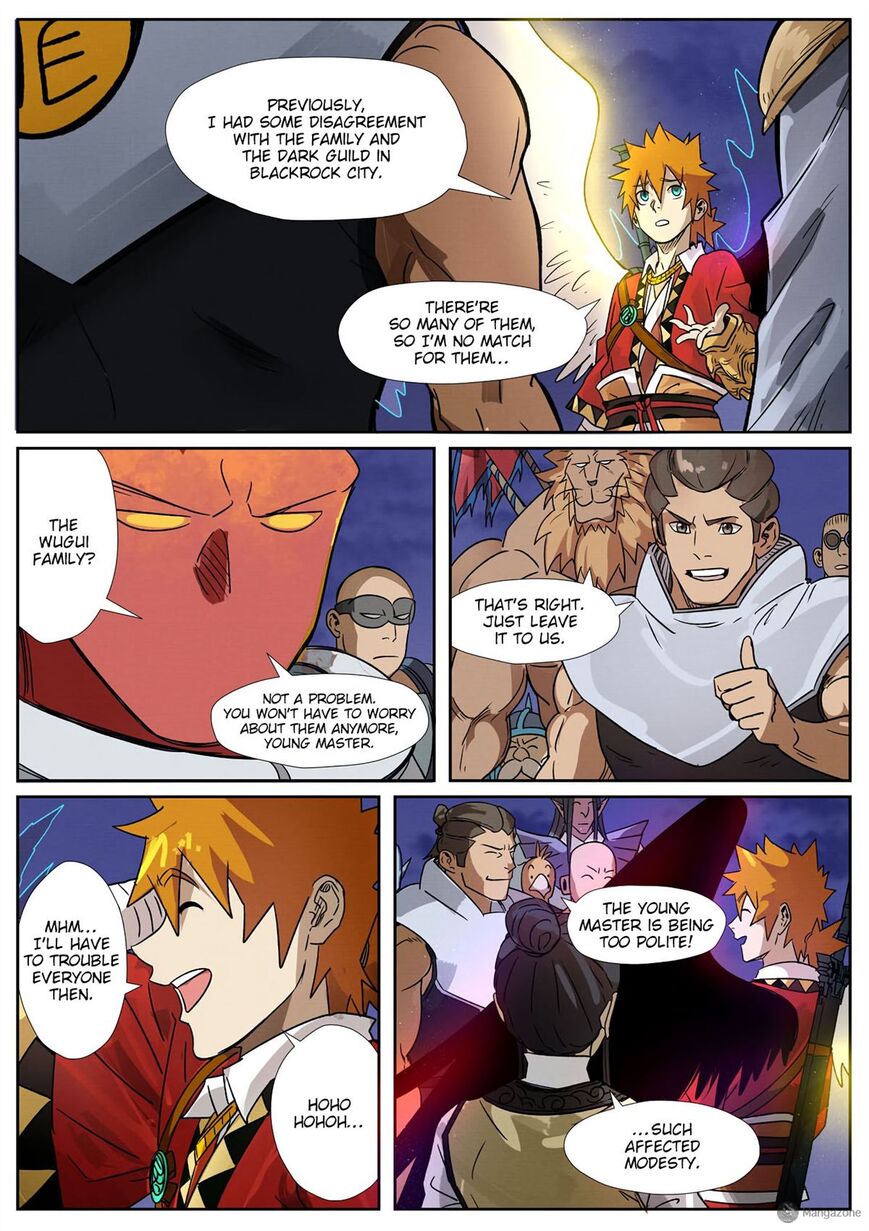 PREVIOUSLY,
I HAD SOME DISAGREEMENT
WITH THE FAMILY AND
THE DARK GUILD IN
BLACKROCK CITY.
THERE'RE
SO MANY OF THEM,
SO I'M NO MATCH
FOR THEM...
THE
WUGUI
FAMILY?
NOT A PROBLEM.
YOU WON'T HAVE TO WORRY
ABOUT THEM ANYMORE,
YOUNG MASTER.
THAT'S RIGHT.
JUST LEAVE
IT TO US.
MHM...
I'LL HAVE
TO TROUBLE
EVERYONE
THEN.
HOHO
HOHOH...
THE YOUNG
MASTER IS BEING
TOO POLITE!
...SUCH
AFFECTED
MODESTY.
Mangazone